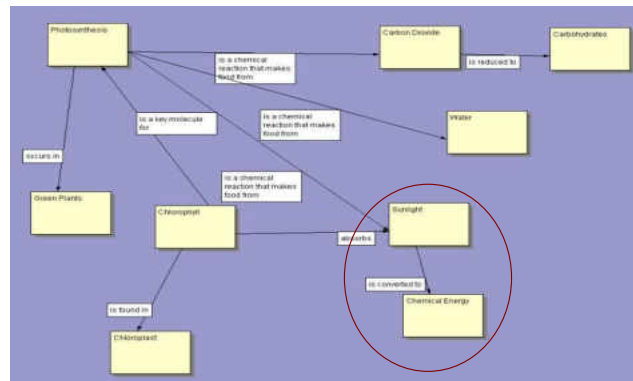 Photosynthesis
Carbon Dioxide
Carbohydrates
is a chemical
reaction that makes
food from
is reduced to
is a key molecule
for
is a chemical
reaction that makes
food from
Water
occurs in
is a chemical
reaction that makes
food from
Green Plants
Chlorophyll
Sunlight
absorbs
is converted to
Chemical Energy
is found in
Chloroplast